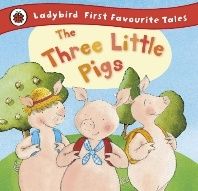 Ladybird First Favourite Tales
The
Three Little
Pigs